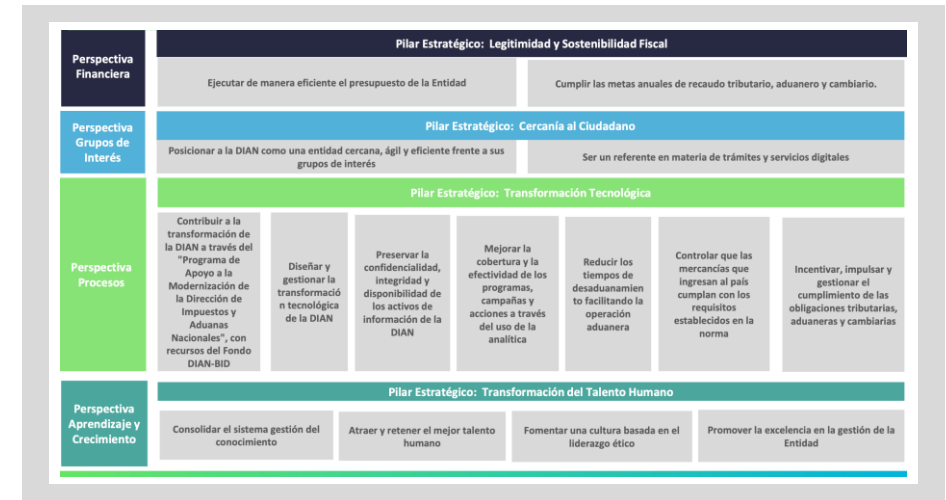 Perspectiva
Financiera
Pilar Estratégico: Legitimidad y Sostenibilidad Fiscal
Ejecutar de manera eficiente el presupuesto de la Entidad
Cumplir las metas anuales de recaudo tributario, aduanero y cambiario.
Perspectiva
Grupos de
Interés
Pilar Estratégico: Cercanía al Ciudadano
Posicionar a la DIAN como una entidad cercana, ágil y eficiente frente a sus
grupos de interés
Ser un referente en materia de trámites y servicios digitales
Perspectiva
Procesos
Pilar Estratégico: Transformación Tecnológica
Contribuir a la
transformación de
la DIAN a través del
"Programa de
Apoyo a la
Modernización de
la Dirección de
Impuestos y
Aduanas
Nacionales", con
recursos del Fondo
DIAN-BID
Diseñar y
gestionar la
transformació
n tecnológica
de la DIAN
Preservar la
confidencialidad,
integridad y
disponibilidad de
los activos de
información de la
DIAN
Mejorar la
cobertura y la
efectividad de los
programas,
campañas y
acciones a través
del uso de la
analítica
Reducir los
tiempos de
desaduanamien
to facilitando la
operación
aduanera
Controlar que las
mercancías que
ingresan al país
cumplan con los
requisitos
establecidos en la
norma
Incentivar, impulsar y
gestionar el
cumplimiento de las
obligaciones tributarias,
aduaneras y cambiarias
Perspectiva
Aprendizaje y
Crecimiento
Pilar Estratégico: Transformación del Talento Humano
Consolidar el sistema gestión del
conocimiento
Atraer y retener el mejor talento
humano
Fomentar una cultura basada en el
liderazgo ético
Promover la excelencia en la gestión de la
Entidad